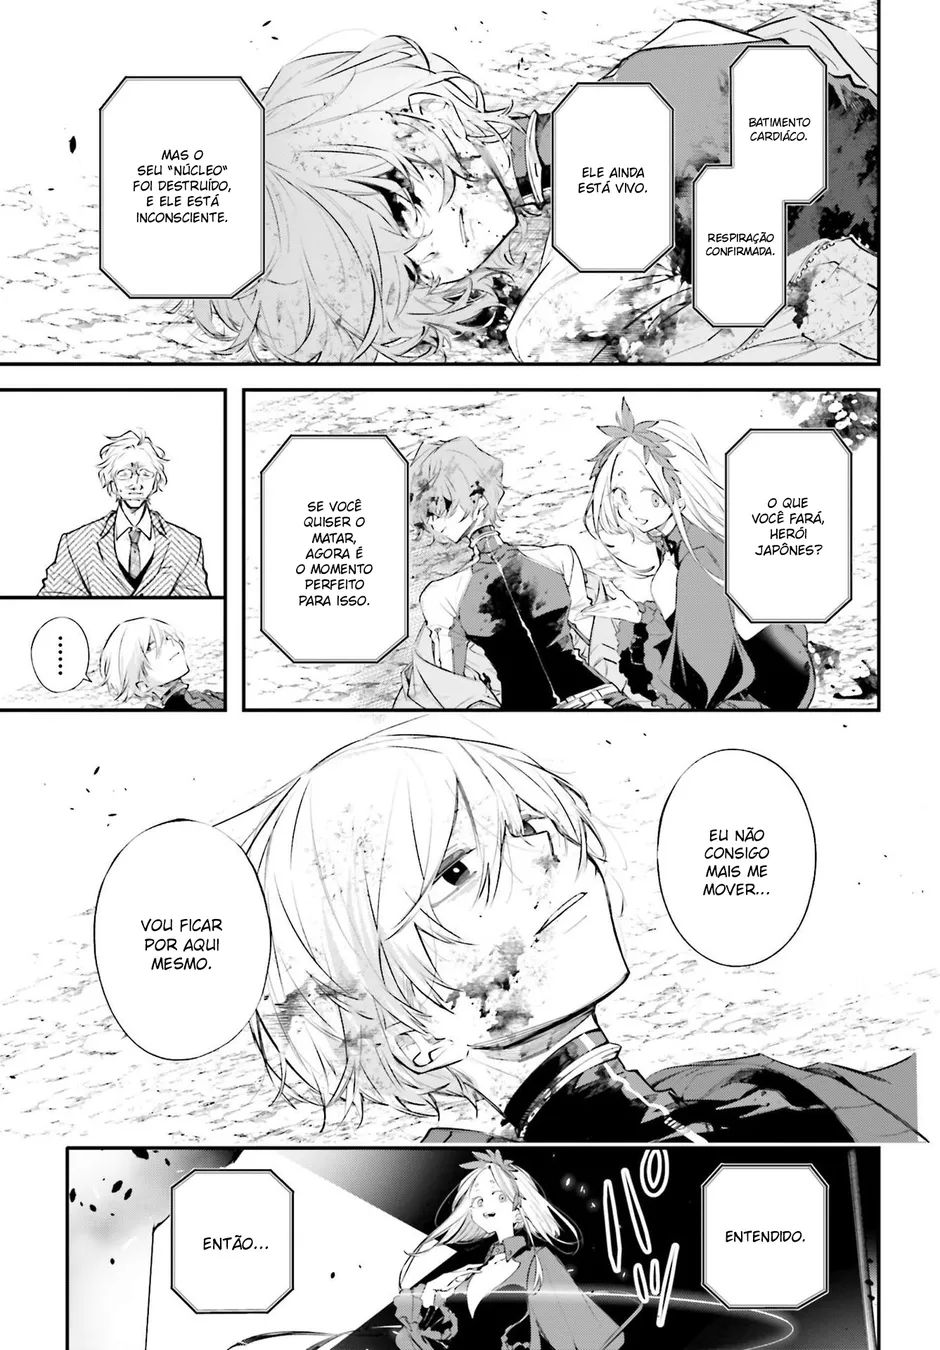 BATIMENTO
CARDIÁCO.
RESPIRAÇÃO
CONFIRMADA.
ELE AINDA
ESTÁ VIVO.
MAS O
SEU "NÚCLEO"
FOI DESTRUÍDO,
E ELE ESTÁ
INCONSCIENTE.
O QUE
VOCÊ FARÁ,
HERÓI
JAPÔNES?
SE VOCÊ
QUISER O
MATAR,
AGORA É
O MOMENTO
PERFEITO
PARA ISSO.
......
EU NÃO
CONSIGO
MAIS ME
MOVER...
VOU FICAR
POR AQUI
MESMO.
ENTENDIDO.
ENTÃO...